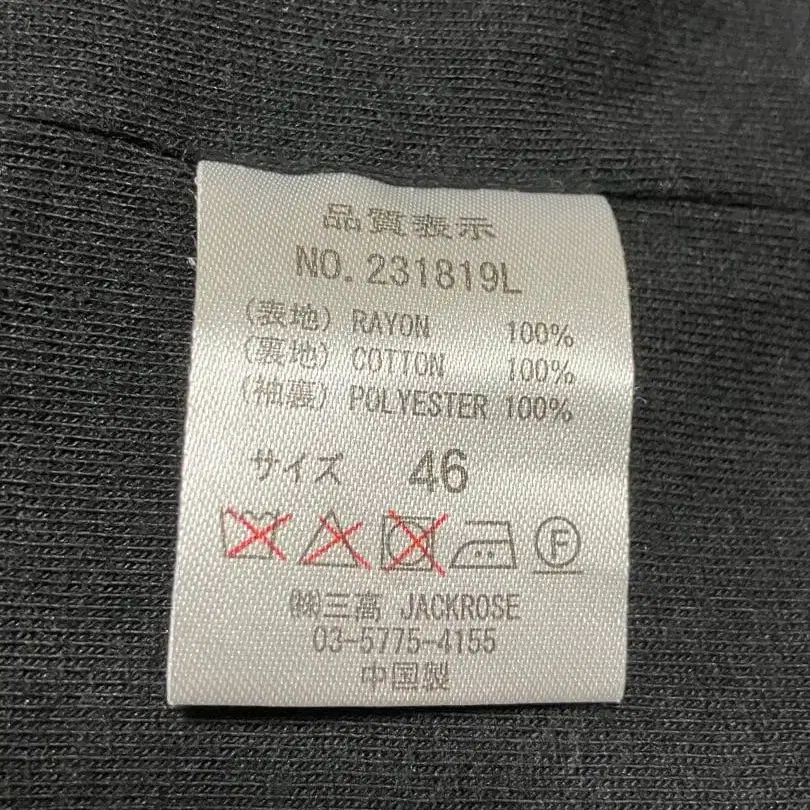 品質表示
NO. 231819L
(表地) RAYON 100%
(裏地) COTTON 100%
(袖裏) POLYESTER 100%
サイズ 46
F
㈱三高 JACKROSE
03-5775-4155
中国製